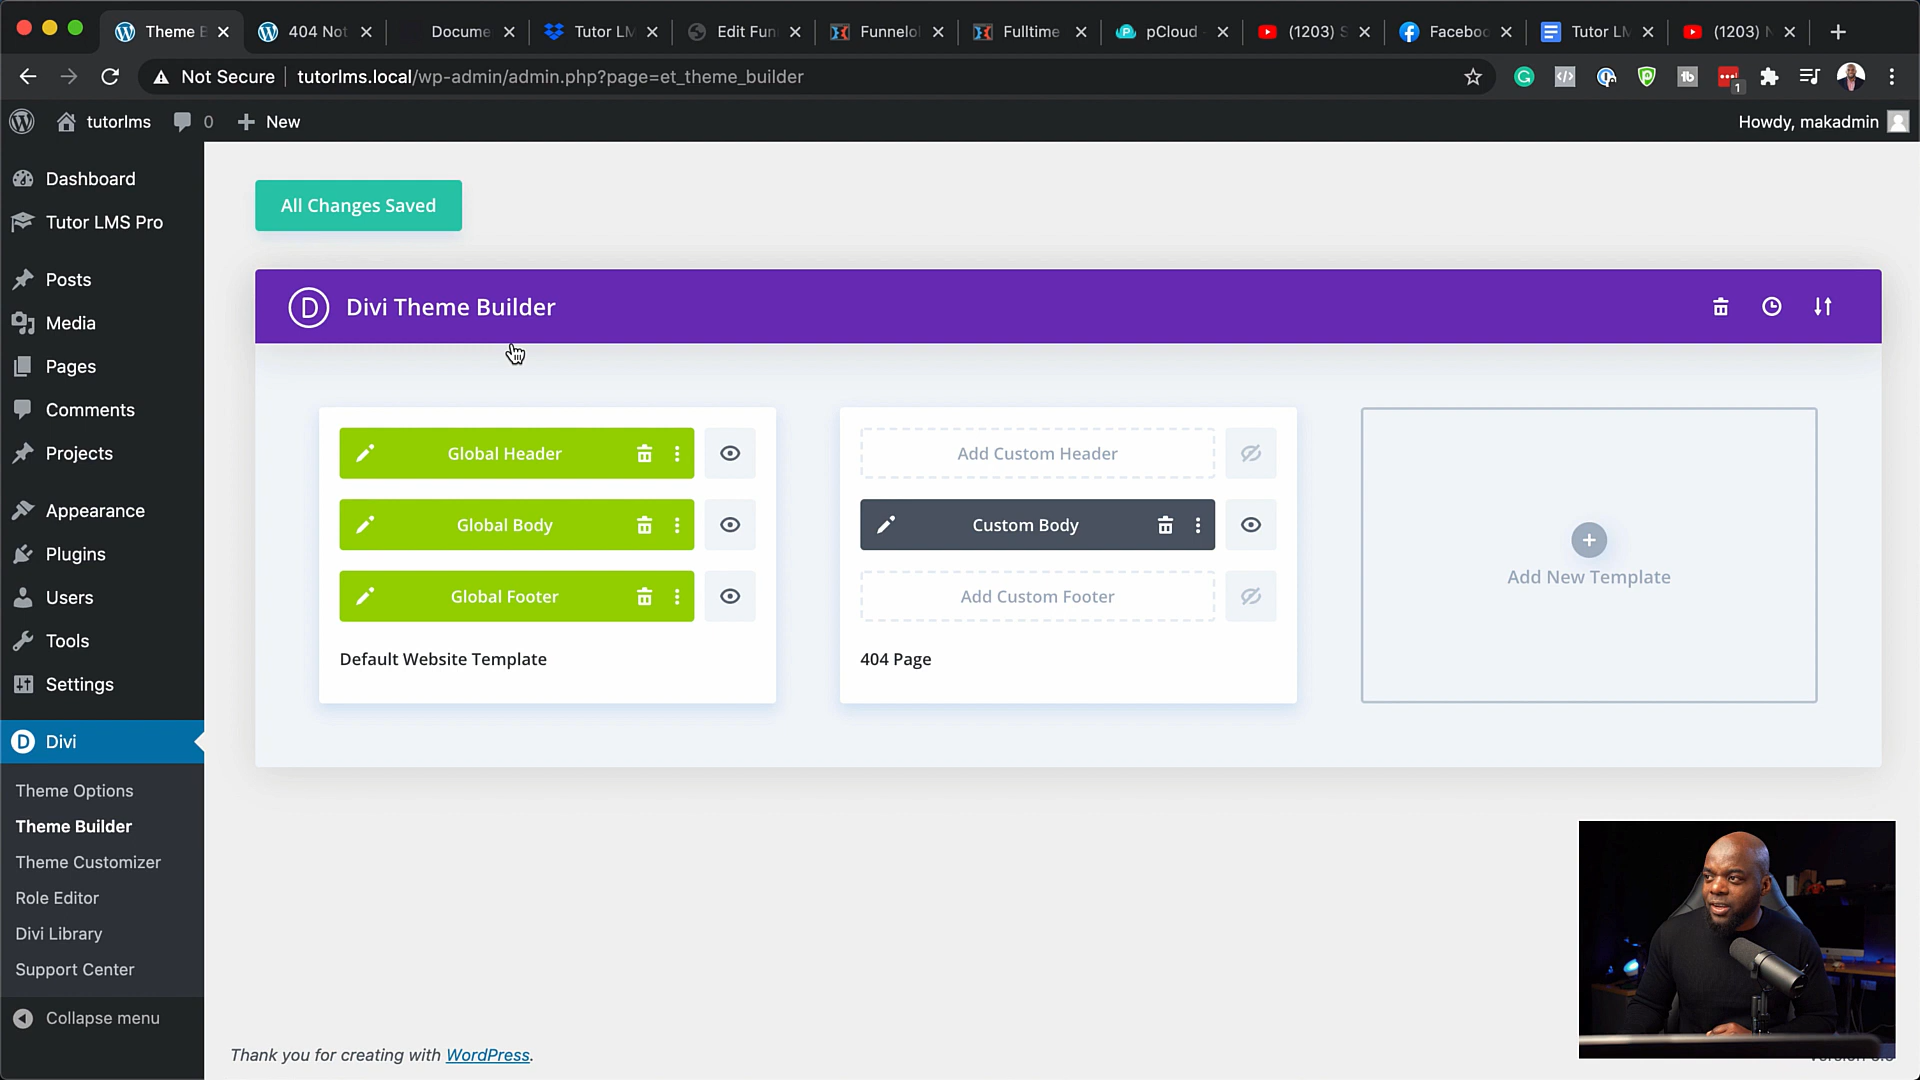 Theme B
404 Not
Docume
Tutor LM
Edit Fun
Funnelo
Fulltime
pCloud
(1203) S
Faceboo
Tutor LM
(1203) N
Not Secure
tutorlms.local/wp-admin/admin.php?page=et_theme_builder
1
tutorlms
0
New
Howdy, makadmin
Dashboard
Tutor LMS Pro
Posts
Media
Pages
Comments
Projects
Appearance
Plugins
Users
Tools
Settings
Divi
Theme Options
Theme Builder
Theme Customizer
Role Editor
Divi Library
Support Center
Collapse menu
All Changes Saved
D
Divi Theme Builder
Global Header
Global Body
Global Footer
Default Website Template
Add Custom Header
Custom Body
Add Custom Footer
404 Page
Add New Template
Thank you for creating with WordPress.